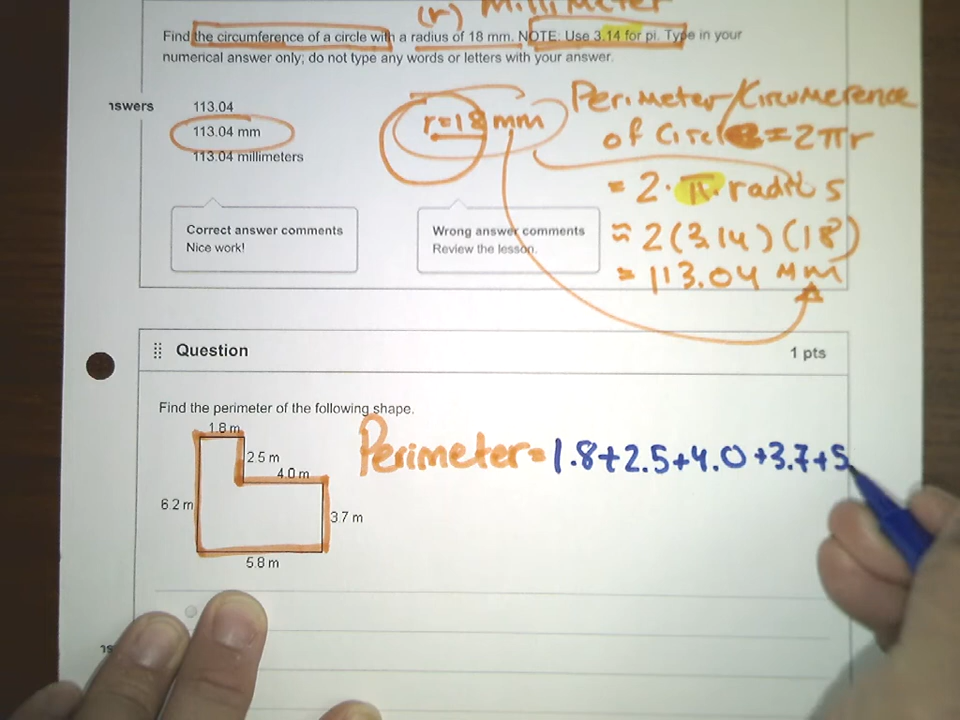 (r) Millimeter
Find the circumference of a circle with a radius of 18 mm. NOTE: Use 3.14 for pi. Type in your
numerical answer only; do not type any words or letters with your answer.
nswers
113.04
113.04 mm
113.04 millimeters
r=18 mm
Perimeter/Circumerence
of Circle = 2πr
= 2·π·radius
≈ 2(3.14)(18)
= 113.04 mm
Correct answer comments
Nice work!
Wrong answer comments
Review the lesson.
Question
1 pts
Find the perimeter of the following shape.
1.8 m
2.5 m
4.0 m
6.2 m
3.7 m
5.8 m
Perimeter = 1.8+2.5+4.0+3.7+5